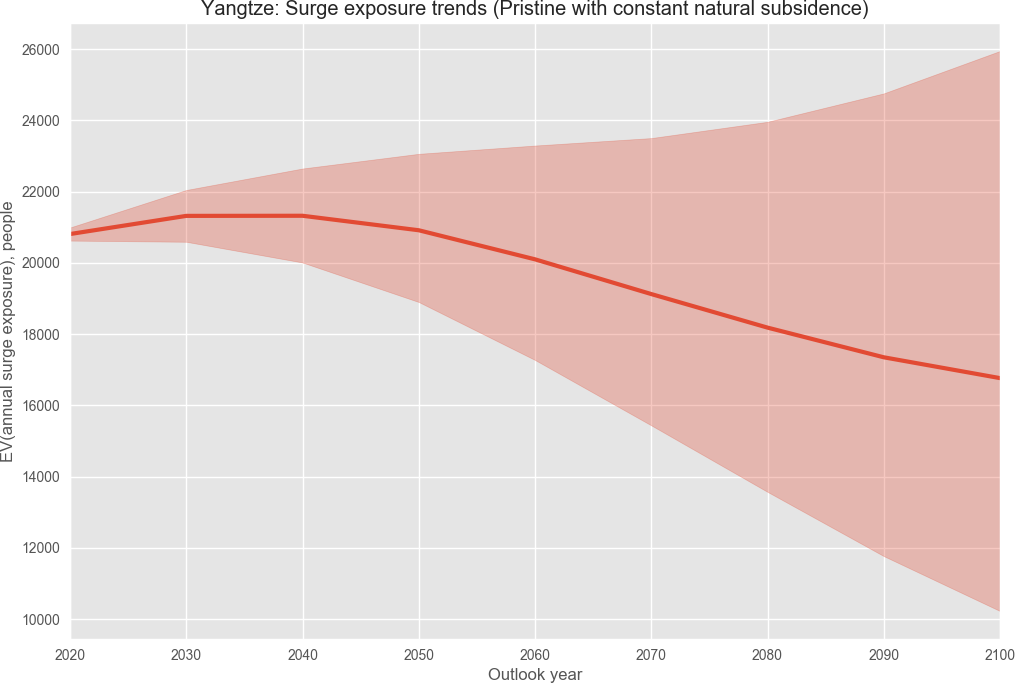 Yangtze: Surge exposure trends (Pristine with constant natural subsidence)
EV(annual surge exposure), people
26000
24000
22000
20000
18000
16000
14000
12000
10000
2020 2030 2040 2050 2060 2070 2080 2090 2100
Outlook year